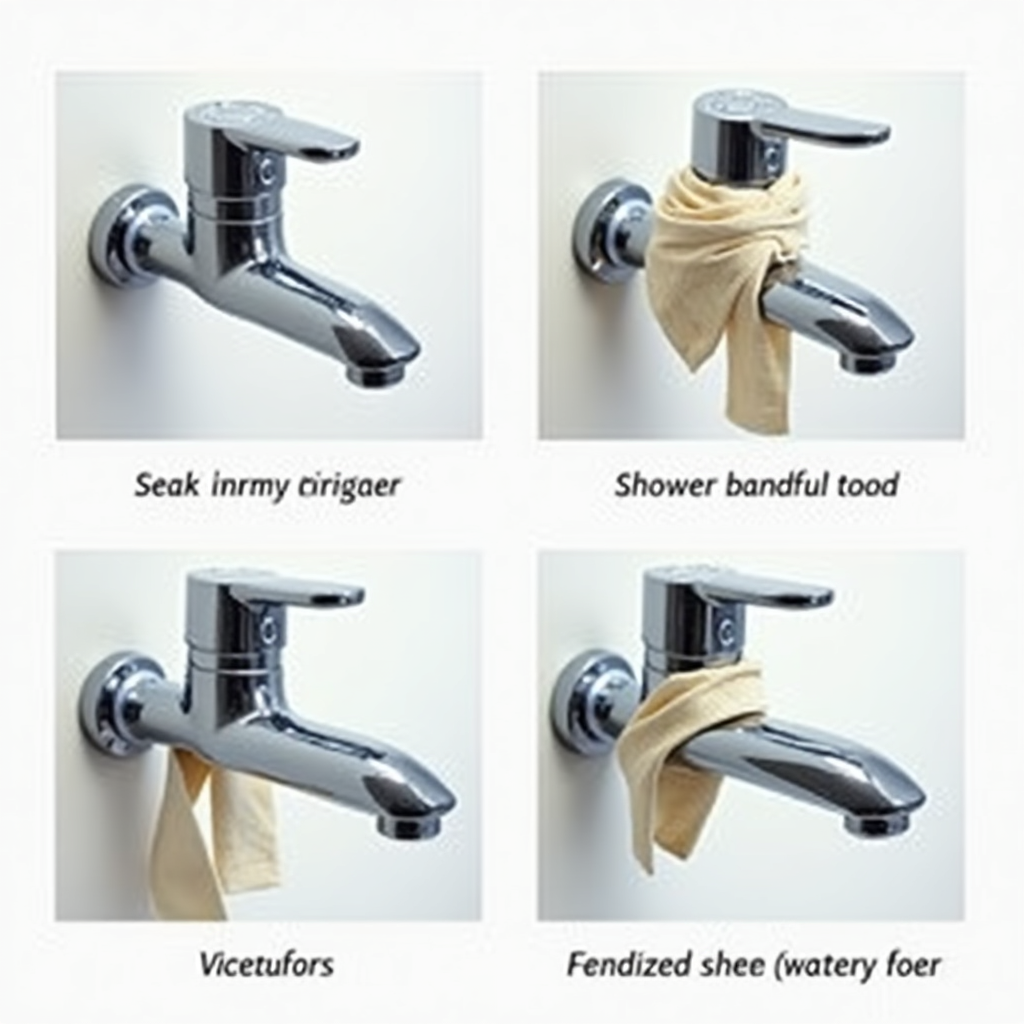 Seak inrmy cirigaer
Shower bandful tood
Vicetufors
Fendized shee (watery foer